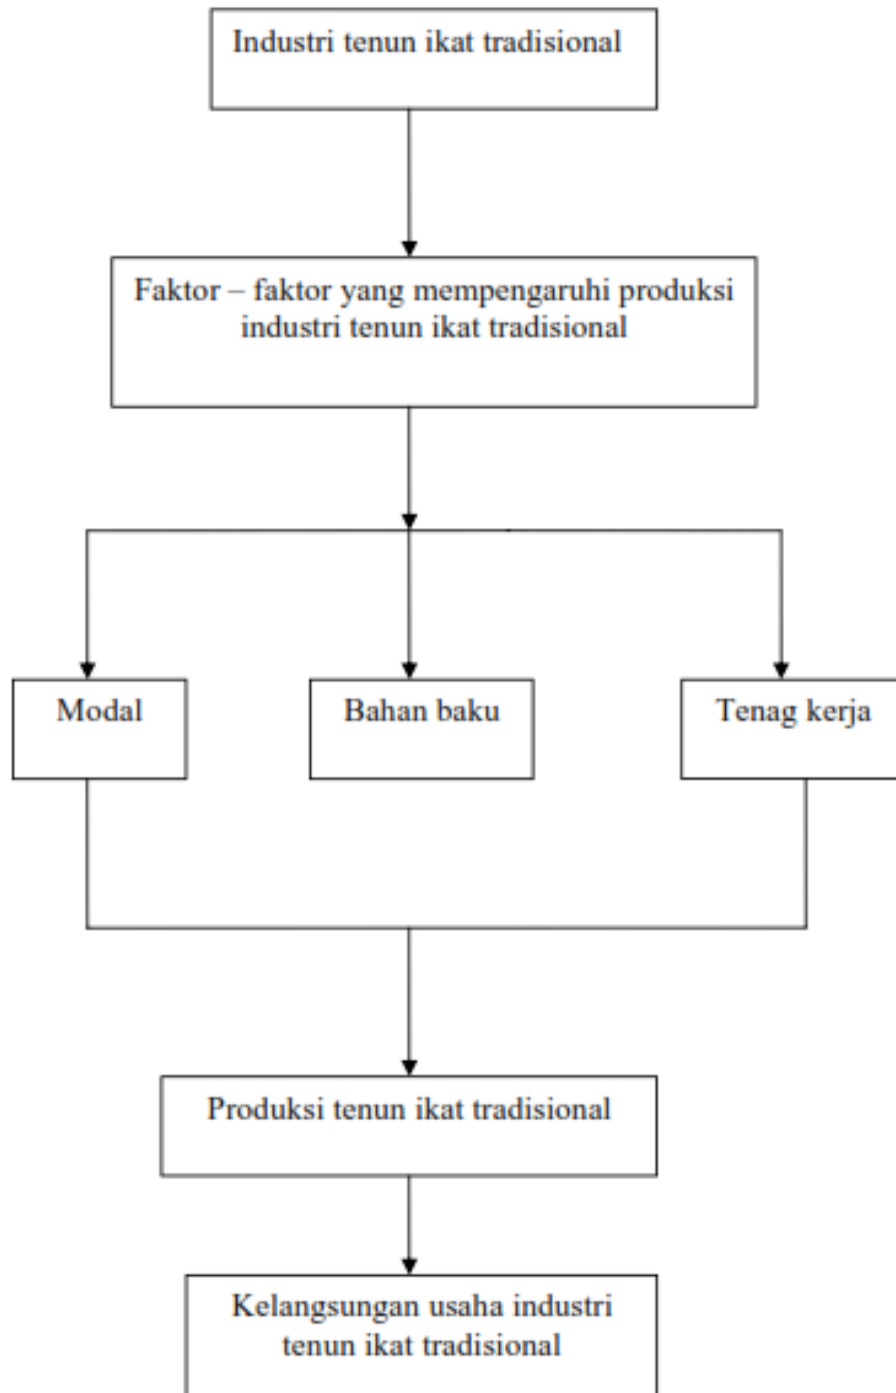 Industri tenun ikat tradisional
Faktor – faktor yang mempengaruhi produksi
industri tenun ikat tradisional
Modal
Bahan baku
Tenag kerja
Produksi tenun ikat tradisional
Kelangsungan usaha industri
tenun ikat tradisional